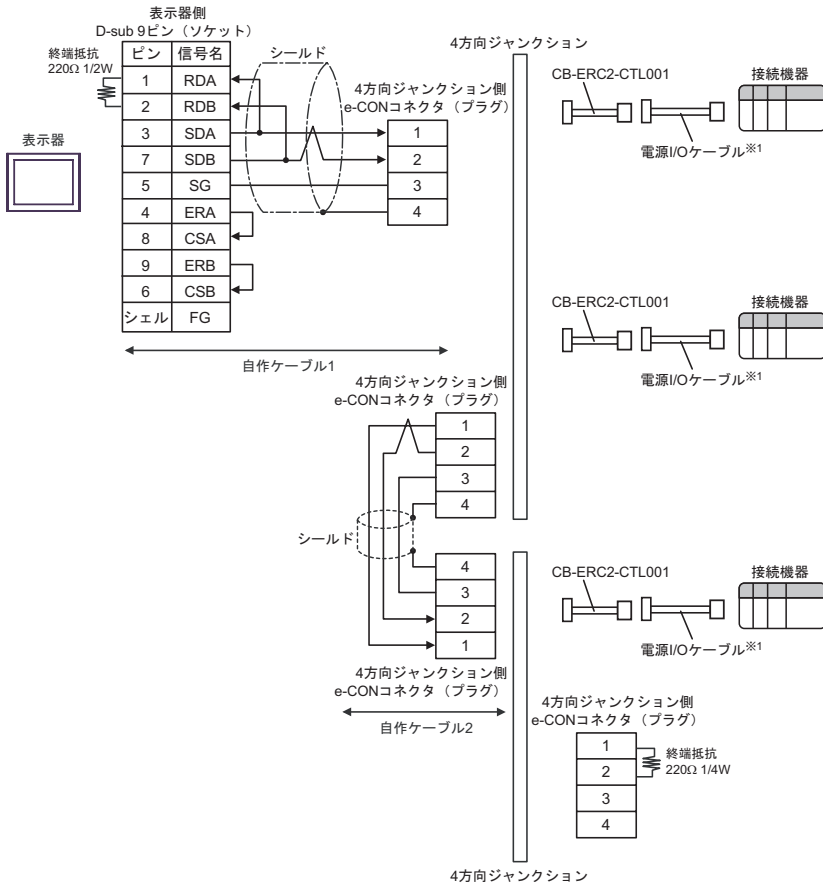 表示器側
D-sub 9ピン（ソケット）
終端抵抗
220Ω 1/2W
ピン 信号名
1 RDA
2 RDB
3 SDA
7 SDB
5 SG
4 ERA
8 CSA
9 ERB
6 CSB
シェル FG
表示器
シールド
4方向ジャンクション側
e-CONコネクタ（プラグ）
1
2
3
4
自作ケーブル1
4方向ジャンクション
CB-ERC2-CTL001
接続機器
電源I/Oケーブル※1
CB-ERC2-CTL001
接続機器
電源I/Oケーブル※1
4方向ジャンクション側
e-CONコネクタ（プラグ）
1
2
3
4
シールド
4
3
2
1
4方向ジャンクション側
e-CONコネクタ（プラグ）
自作ケーブル2
CB-ERC2-CTL001
接続機器
電源I/Oケーブル※1
4方向ジャンクション側
e-CONコネクタ（プラグ）
1
2
3
4
終端抵抗
220Ω 1/4W
4方向ジャンクション